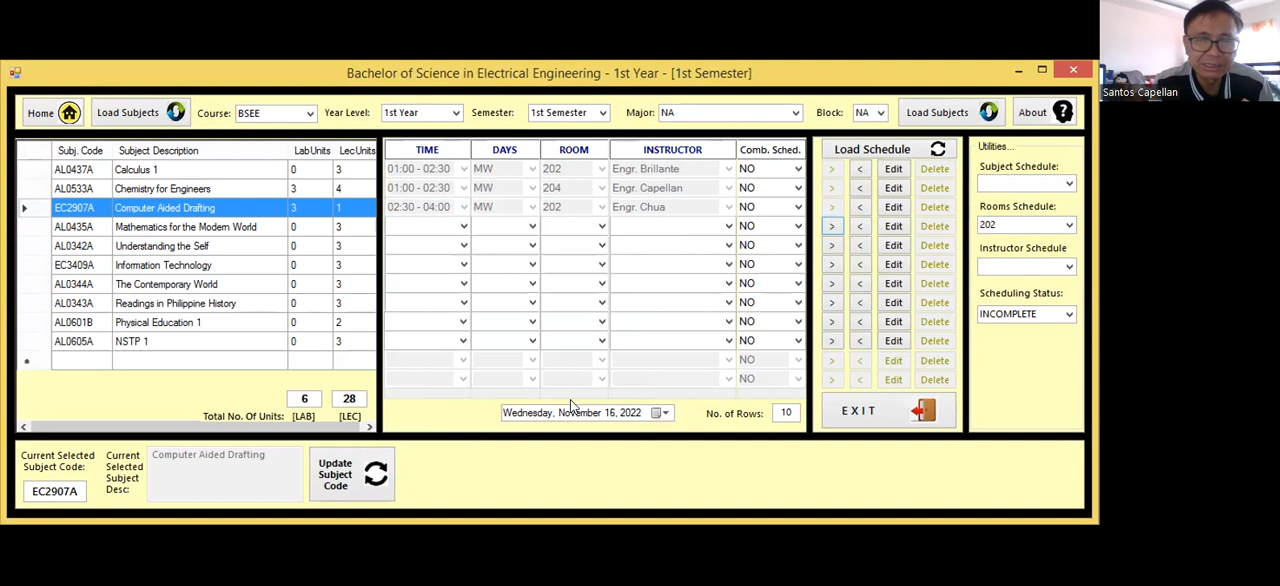 Bachelor of Science in Electrical Engineering - 1st Year - [1st Semester]
Santos Capellan
Home Load Subjects Course: BSEE Year Level: 1st Year Semester: 1st Semester Major: NA Block: NA Load Subjects About
Subj. Code Subject Description LabUnits LecUnits TIME DAYS ROOM INSTRUCTOR Comb. Sched. Load Schedule
AL0437A Calculus 1 0 3 01:00 - 02:30 MW 202 Engr. Brillante NO > < Edit Delete
AL0533A Chemistry for Engineers 3 4 01:00 - 02:30 MW 204 Engr. Capellan NO > < Edit Delete
EC2907A Computer Aided Drafting 3 1 02:30 - 04:00 MW 202 Engr. Chua NO > < Edit Delete
AL0435A Mathematics for the Modern World 0 3 NO > < Edit Delete
AL0342A Understanding the Self 0 3 NO > < Edit Delete
EC3409A Information Technology 0 3 NO > < Edit Delete
AL0344A The Contemporary World 0 3 NO > < Edit Delete
AL0343A Readings in Philippine History 0 3 NO > < Edit Delete
AL0601B Physical Education 1 0 2 NO > < Edit Delete
AL0605A NSTP 1 0 3 NO > < Edit Delete
NO > < Edit Delete
NO > < Edit Delete
6 28
Total No. Of Units: [LAB] [LEC]
Wednesday, November 16, 2022 No. of Rows: 10
EXIT
Utilities...
Subject Schedule:
Rooms Schedule:
202
Instructor Schedule
Scheduling Status:
INCOMPLETE
Current Selected
Subject Code:
EC2907A
Current
Selected
Subject
Desc:
Computer Aided Drafting
Update
Subject
Code